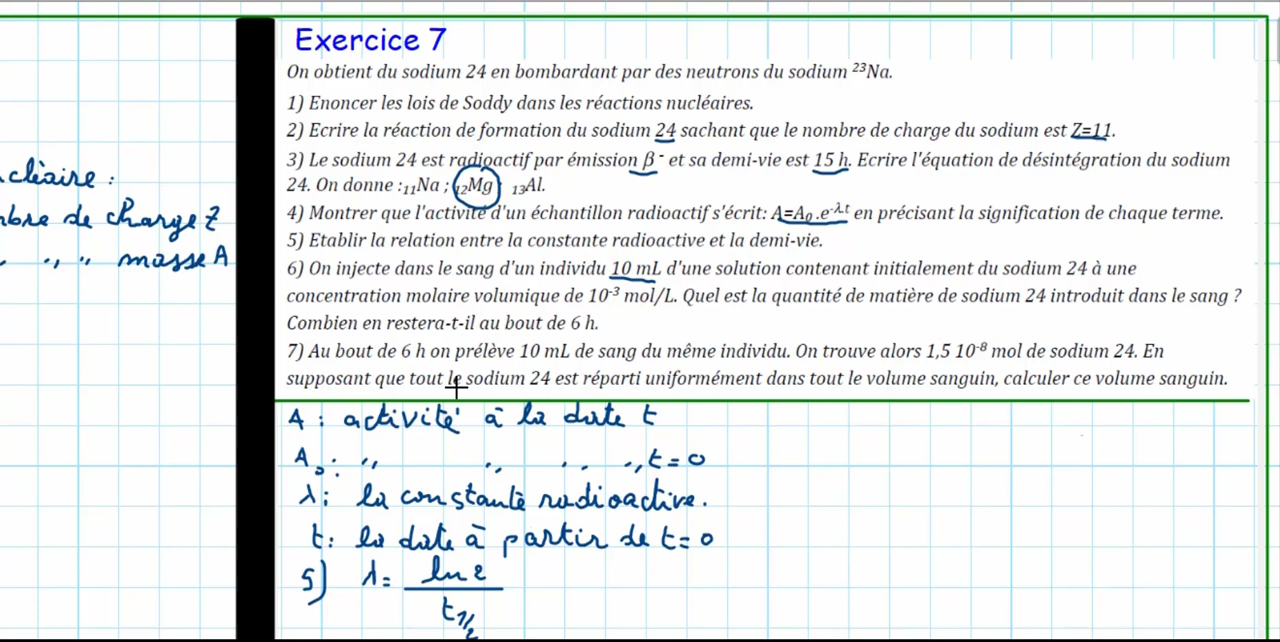 Exercice 7
On obtient du sodium 24 en bombardant par des neutrons du sodium ²³Na.
1) Enoncer les lois de Soddy dans les réactions nucléaires.
2) Ecrire la réaction de formation du sodium 24 sachant que le nombre de charge du sodium est Z=11.
3) Le sodium 24 est radioactif par émission β⁻ et sa demi-vie est 15 h. Ecrire l'équation de désintégration du sodium
24. On donne :₁₁Na ; ₁₂Mg ; ₁₃Al.
4) Montrer que l'activité d'un échantillon radioactif s'écrit: A=A₀.e^-λ.t en précisant la signification de chaque terme.
5) Etablir la relation entre la constante radioactive et la demi-vie.
6) On injecte dans le sang d'un individu 10 mL d'une solution contenant initialement du sodium 24 à une
concentration molaire volumique de 10⁻³ mol/L. Quel est la quantité de matière de sodium 24 introduit dans le sang ?
Combien en restera-t-il au bout de 6 h.
7) Au bout de 6 h on prélève 10 mL de sang du même individu. On trouve alors 1,5 10⁻⁸ mol de sodium 24. En
supposant que tout le sodium 24 est réparti uniformément dans tout le volume sanguin, calculer ce volume sanguin.
cléaire :
bre de charge Z
, ,, ,, masse A
A : activité à la date t
A₀ : ,, ,, ,, ,, t = 0
λ : la constante radioactive.
t : la date à partir de t = 0
5) λ = ln 2
t 1/2